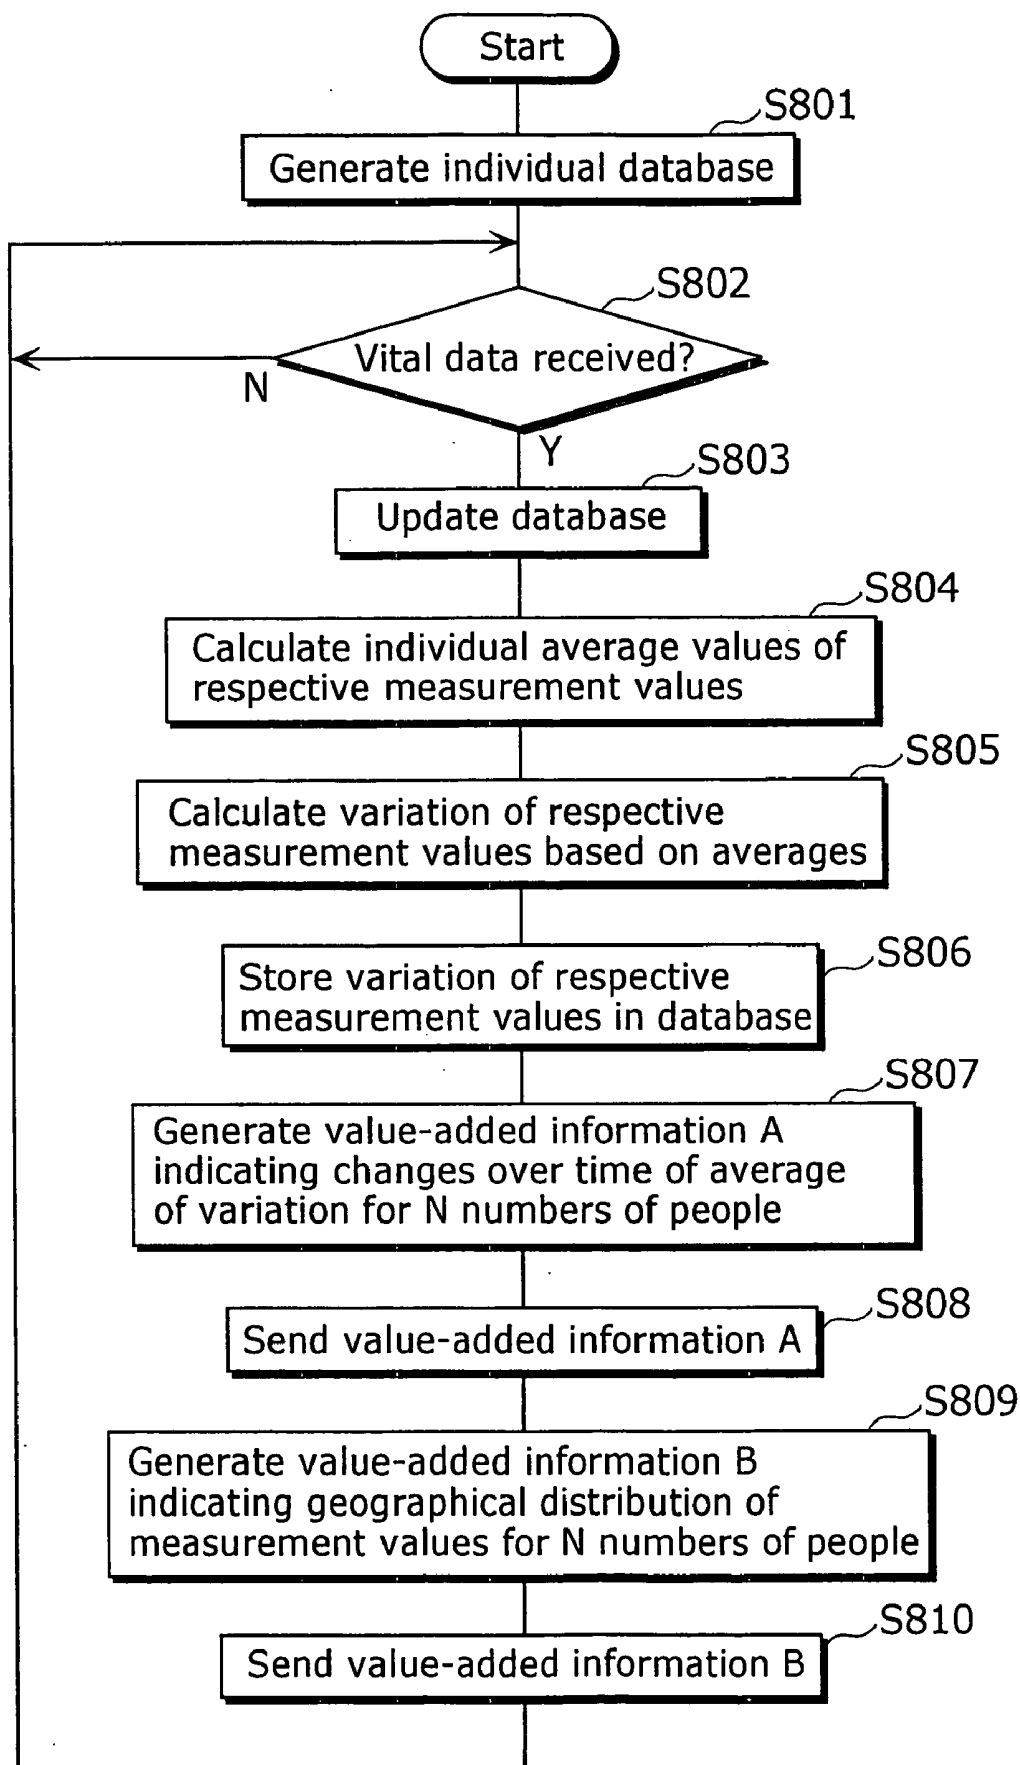 Start
S801
Generate individual database
S802
Vital data received?
N
Y
S803
Update database
S804
Calculate individual average values of
respective measurement values
S805
Calculate variation of respective
measurement values based on averages
S806
Store variation of respective
measurement values in database
S807
Generate value-added information A
indicating changes over time of average
of variation for N numbers of people
S808
Send value-added information A
S809
Generate value-added information B
indicating geographical distribution of
measurement values for N numbers of people
S810
Send value-added information B